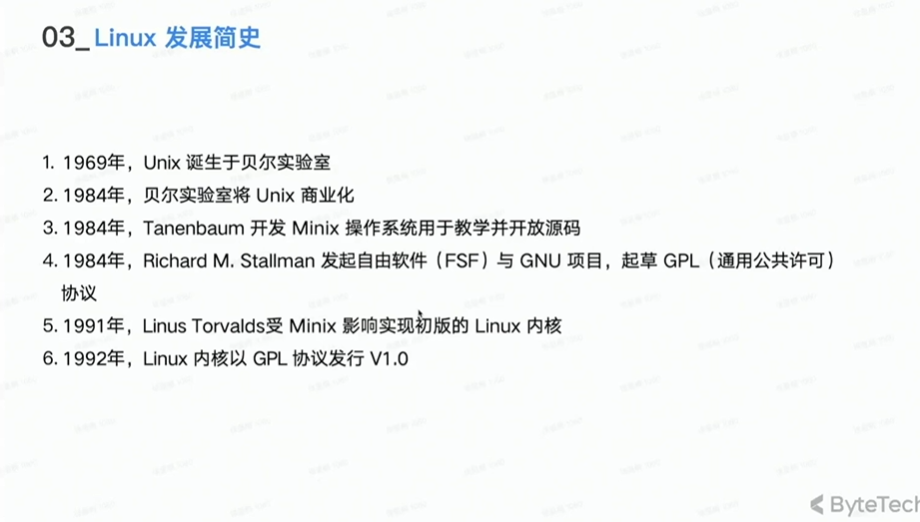 03_Linux 发展简史
1. 1969年，Unix 诞生于贝尔实验室
2. 1984年，贝尔实验室将 Unix 商业化
3. 1984年，Tanenbaum 开发 Minix 操作系统用于教学并开放源码
4. 1984年，Richard M. Stallman 发起自由软件（FSF）与 GNU 项目，起草 GPL（通用公共许可）
协议
5. 1991年，Linus Torvalds受 Minix 影响实现初版的 Linux 内核
6. 1992年，Linux 内核以 GPL 协议发行 V1.0
ByteTech